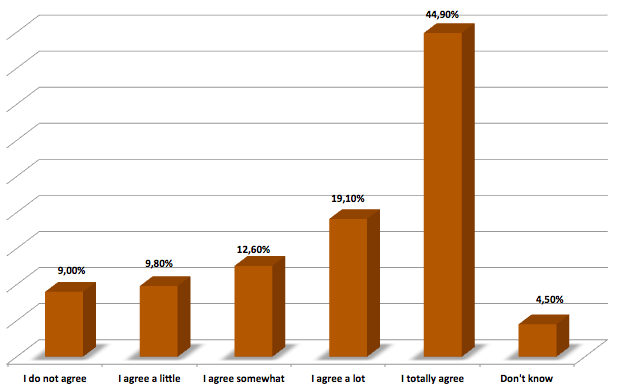 44,90%
19,10%
12,60%
9,80%
9,00%
4,50%
I do not agree
I agree a little
I agree somewhat
I agree a lot
I totally agree
Don't know